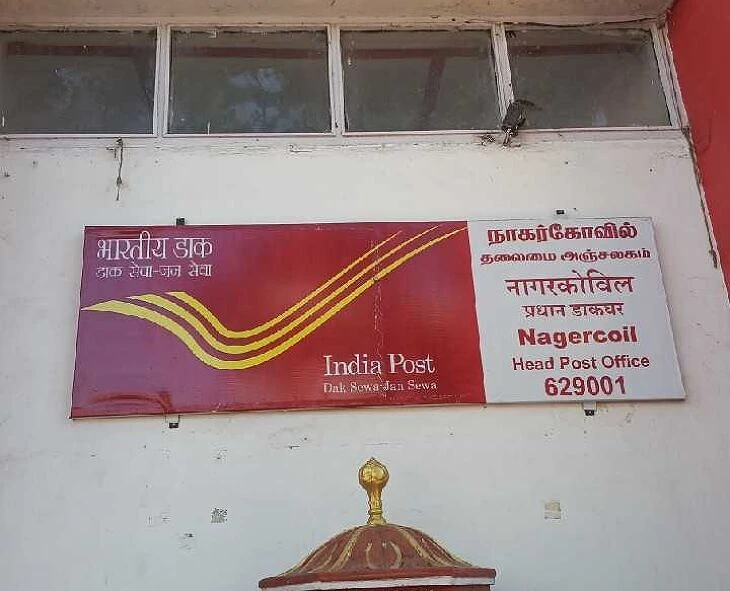 भारतीय डाक
डाक सेवा-जन सेवा
India Post
Dak Sewa-Jan Sewa
நாகர்கோவில்
தலைமை அஞ்சலகம்
नागरकोविल
प्रधान डाकघर
Nagercoil
Head Post Office
629001